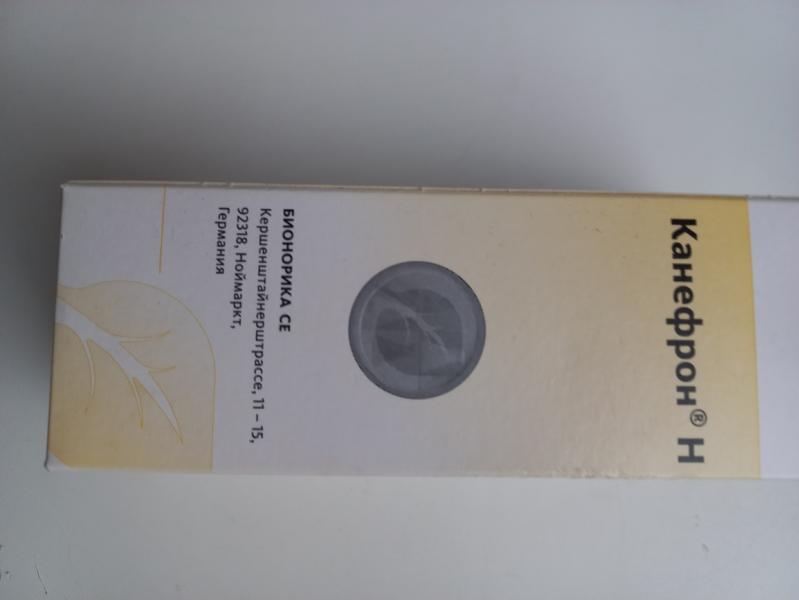 Канефрон® Н
БИОНОРИКА СЕ
Кершенштайнерштрассе, 11 – 15,
92318, Ноймаркт,
Германия